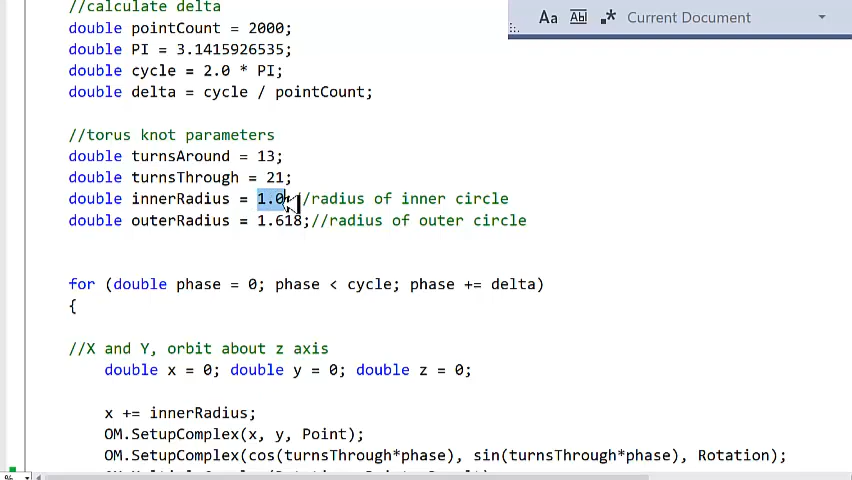 //calculate delta
Aa Abl .* Current Document
double pointCount = 2000;
double PI = 3.1415926535;
double cycle = 2.0 * PI;
double delta = cycle / pointCount;
//torus knot parameters
double turnsAround = 13;
double turnsThrough = 21;
double innerRadius = 1.0 //radius of inner circle
double outerRadius = 1.618;//radius of outer circle
for (double phase = 0; phase < cycle; phase += delta)
{
//X and Y, orbit about z axis
double x = 0; double y = 0; double z = 0;
x += innerRadius;
OM.SetupComplex(x, y, Point);
OM.SetupComplex(cos(turnsThrough*phase), sin(turnsThrough*phase), Rotation);
%